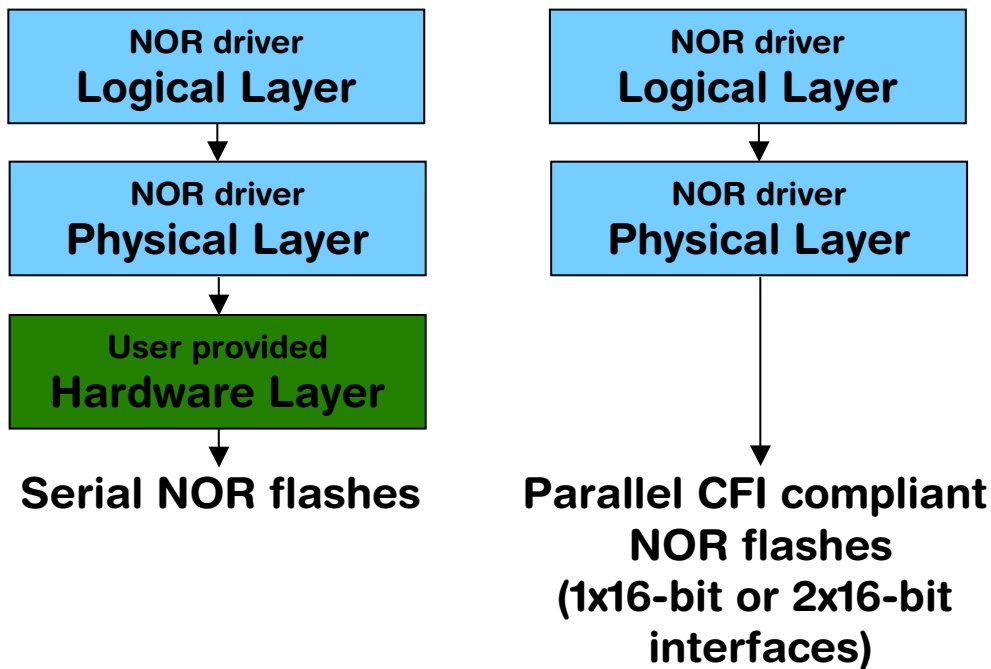 NOR driver
Logical Layer
NOR driver
Physical Layer
User provided
Hardware Layer
Serial NOR flashes
NOR driver
Logical Layer
NOR driver
Physical Layer
Parallel CFI compliant
NOR flashes
(1x16-bit or 2x16-bit
interfaces)